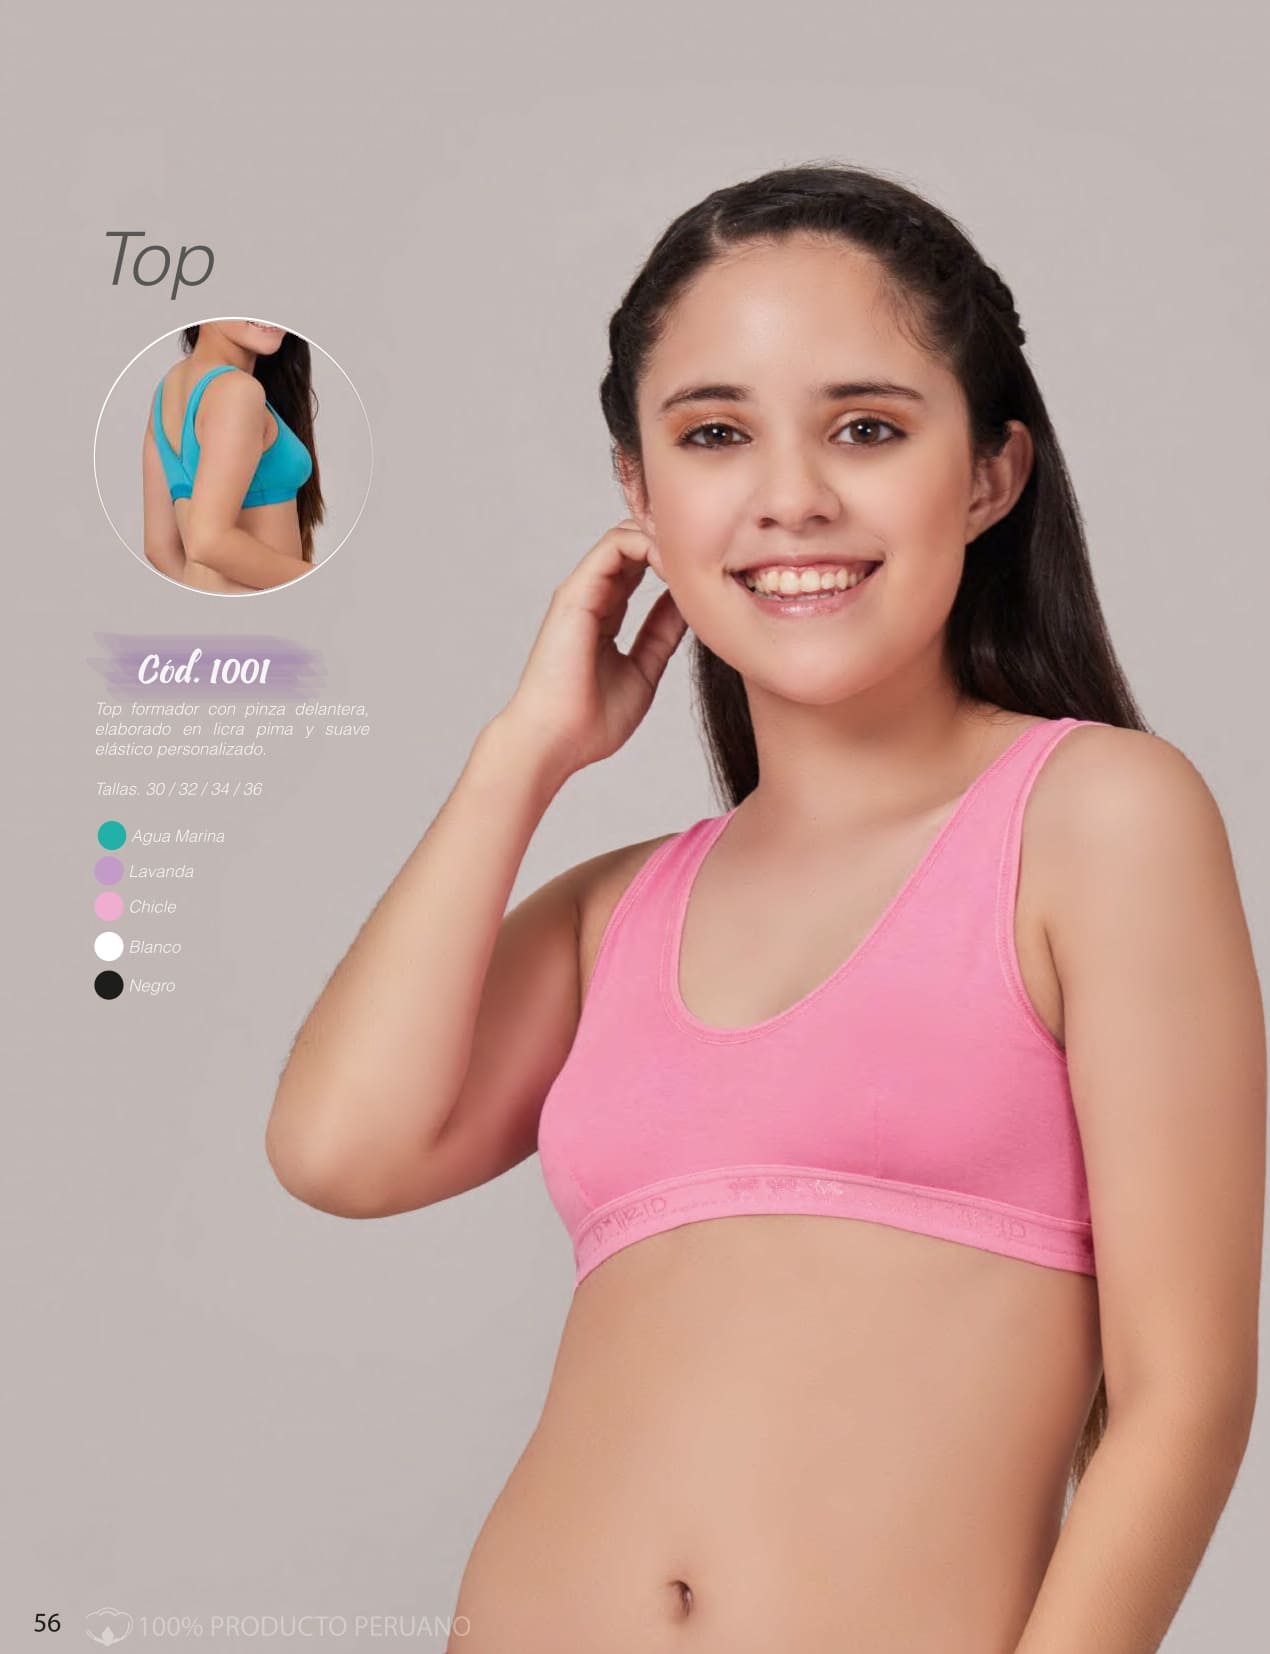 Top
Cód. 1001
Top formador con pinza delantera,
elaborado en licra pima y suave
elástico personalizado.
Tallas. 30 / 32 / 34 / 36
Agua Marina
Lavanda
Chicle
Blanco
Negro
56
100% PRODUCTO PERUANO